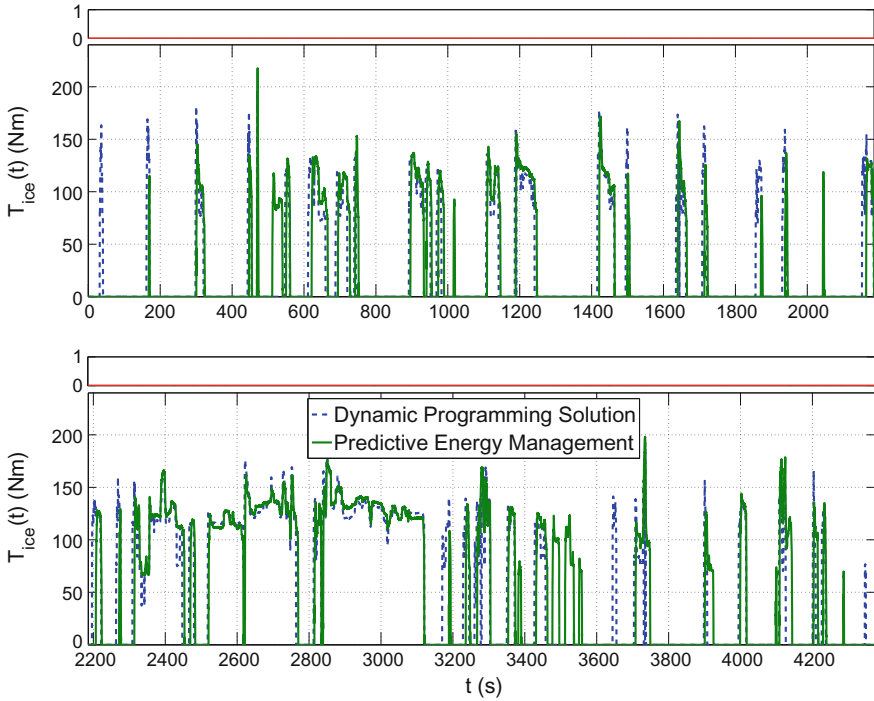 1
0
T_ice(t) (Nm)
200
150
100
50
0
0 200 400 600 800 1000 1200 1400 1600 1800 2000
1
0
Dynamic Programming Solution
Predictive Energy Management
T_ice(t) (Nm)
200
150
100
50
0
2200 2400 2600 2800 3000 3200 3400 3600 3800 4000 4200
t (s)